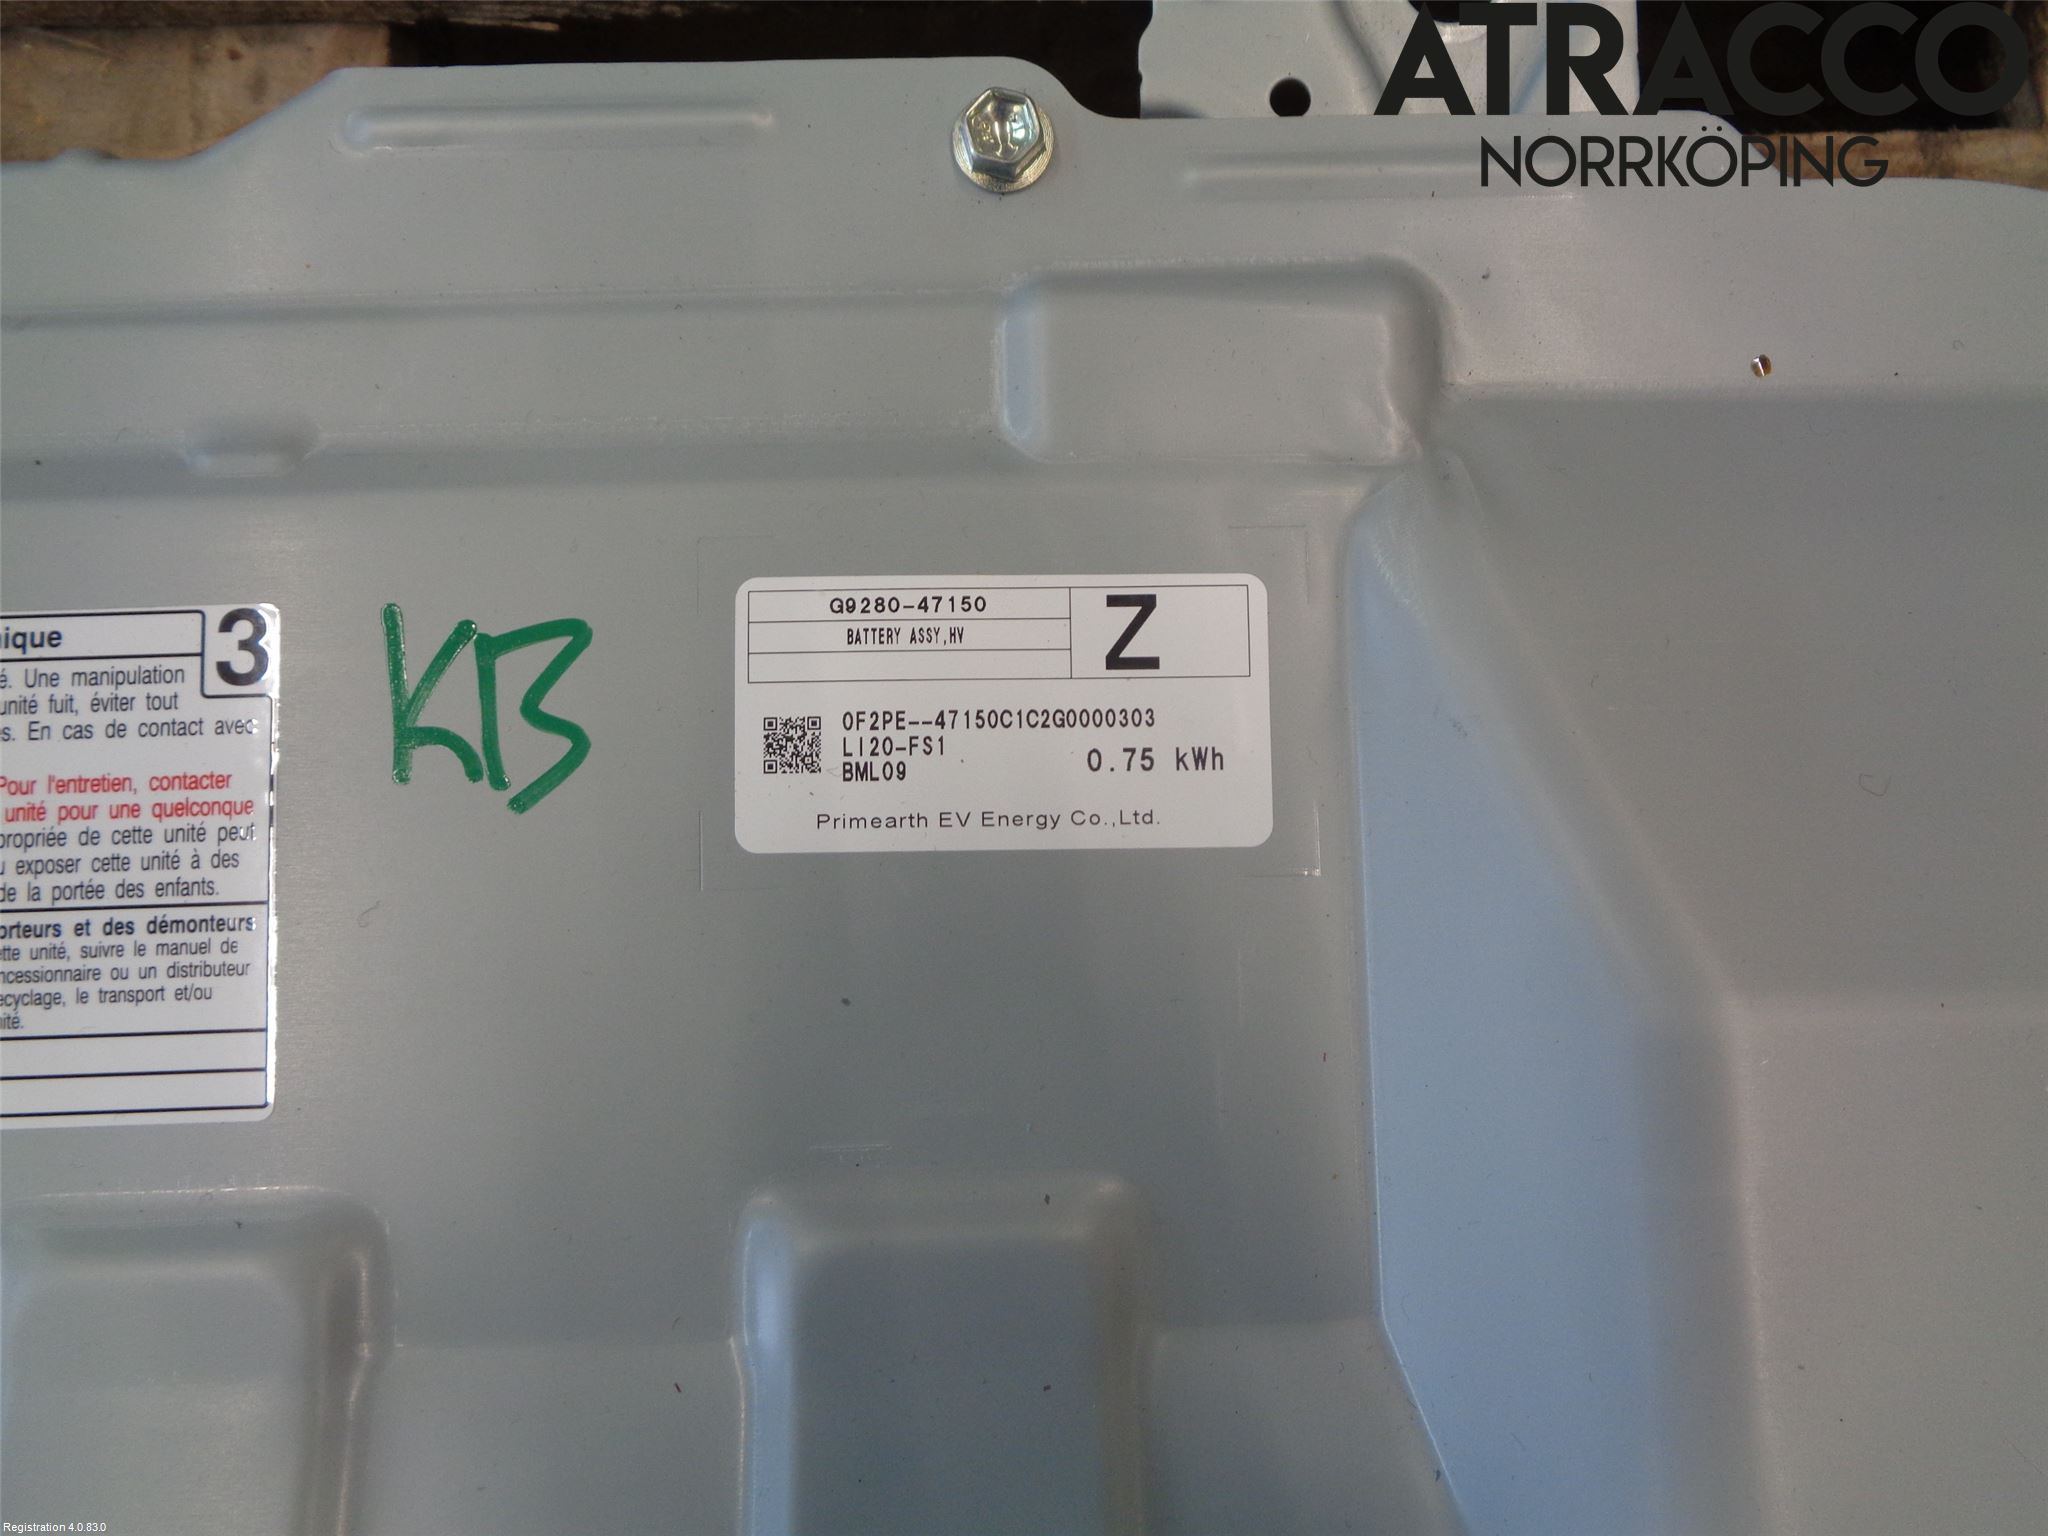 ATRACCO
NORRKÖPING
G9280-47150
BATTERY ASSY,HV
Z
0F2PE--47150C1C2G0000303
LI20-FS1
BML09
0.75 kWh
Primearth EV Energy Co.,Ltd.
KB
3
é. Une manipulation
unité fuit, éviter tout
s. En cas de contact avec
Pour l'entretien, contacter
unité pour une quelconque
propriée de cette unité peut
exposer cette unité à des
de la portée des enfants.
orteurs et des démonteurs
ette unité, suivre le manuel de
ncessionnaire ou un distributeur
ecyclage, le transport et/ou
ité.
Registration 4.0.83.0